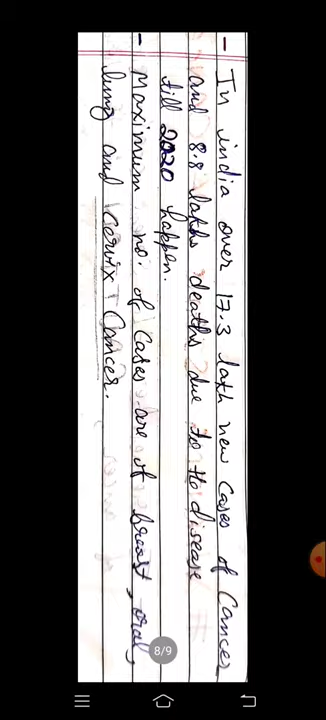 - In india over 17.3 lakh new cases of Cancer
and 8.8 lakhs deaths due to the disease
till 2020 happen.
- Maximum no. of Cases are of breast, oral,
lung and Cervix Cancer.
8/9